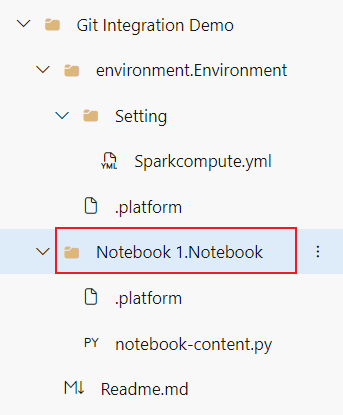 Git Integration Demo
environment.Environment
Setting
YML Sparkcompute.yml
.platform
Notebook 1.Notebook
.platform
PY notebook-content.py
M Readme.md